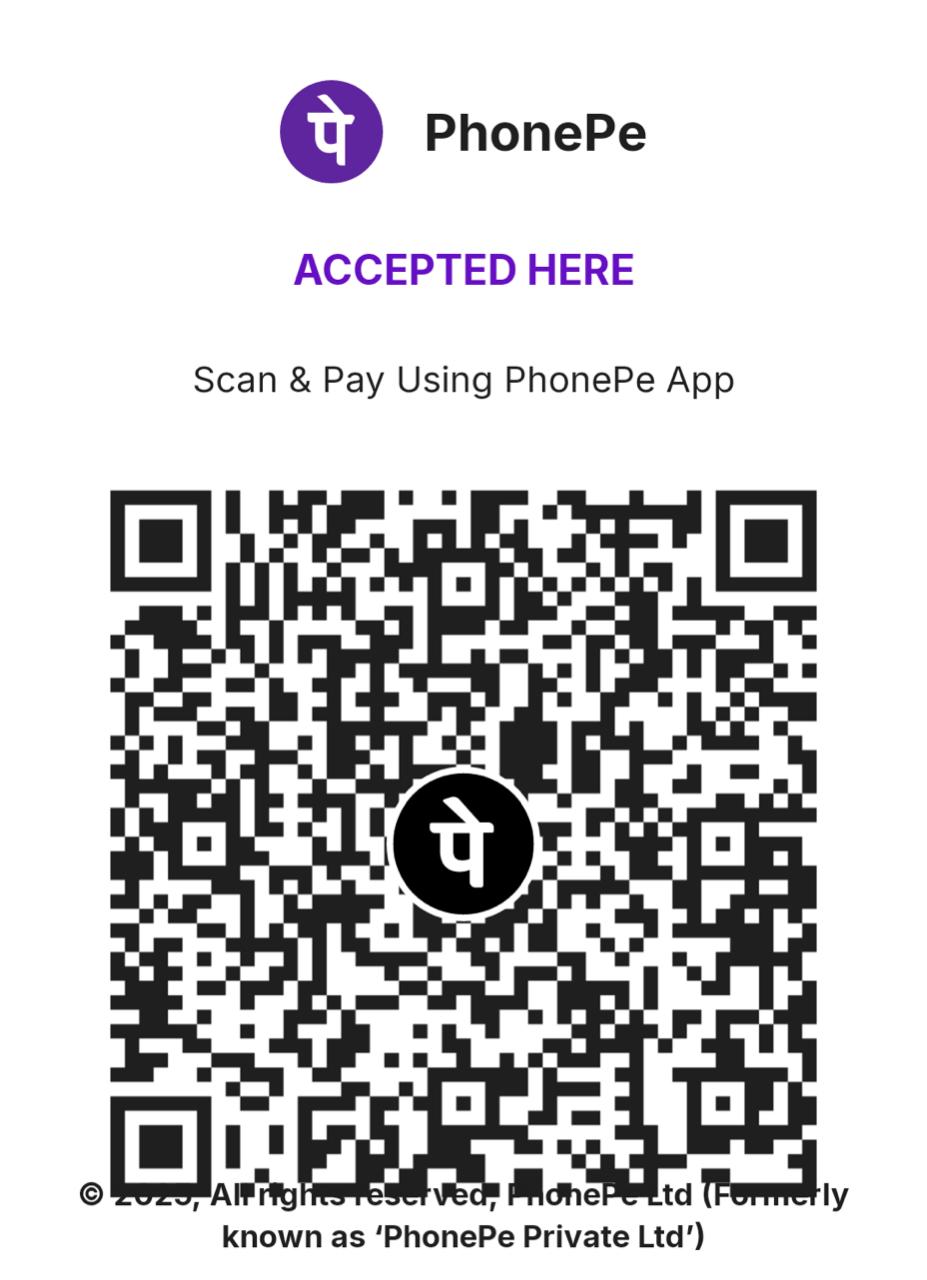 पे PhonePe
ACCEPTED HERE
Scan & Pay Using PhonePe App
पे
© 2025, All rights reserved, PhonePe Ltd (Formerly
known as ‘PhonePe Private Ltd’)